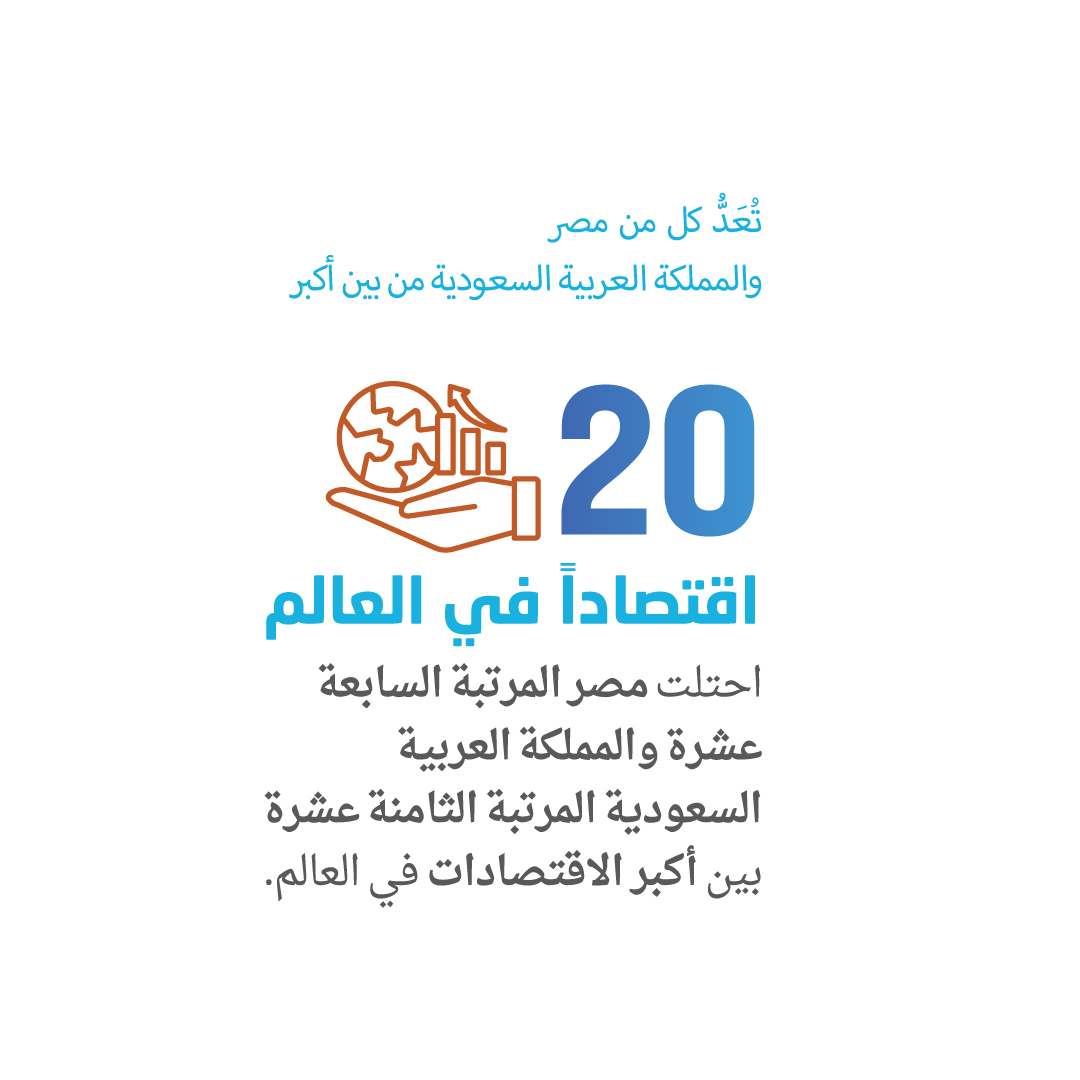 تُعَدُّ كل من مصر
والمملكة العربية السعودية من بين أكبر
20
اقتصاداً في العالم
احتلت مصر المرتبة السابعة
عشرة والمملكة العربية
السعودية المرتبة الثامنة عشرة
بين أكبر الاقتصادات في العالم.